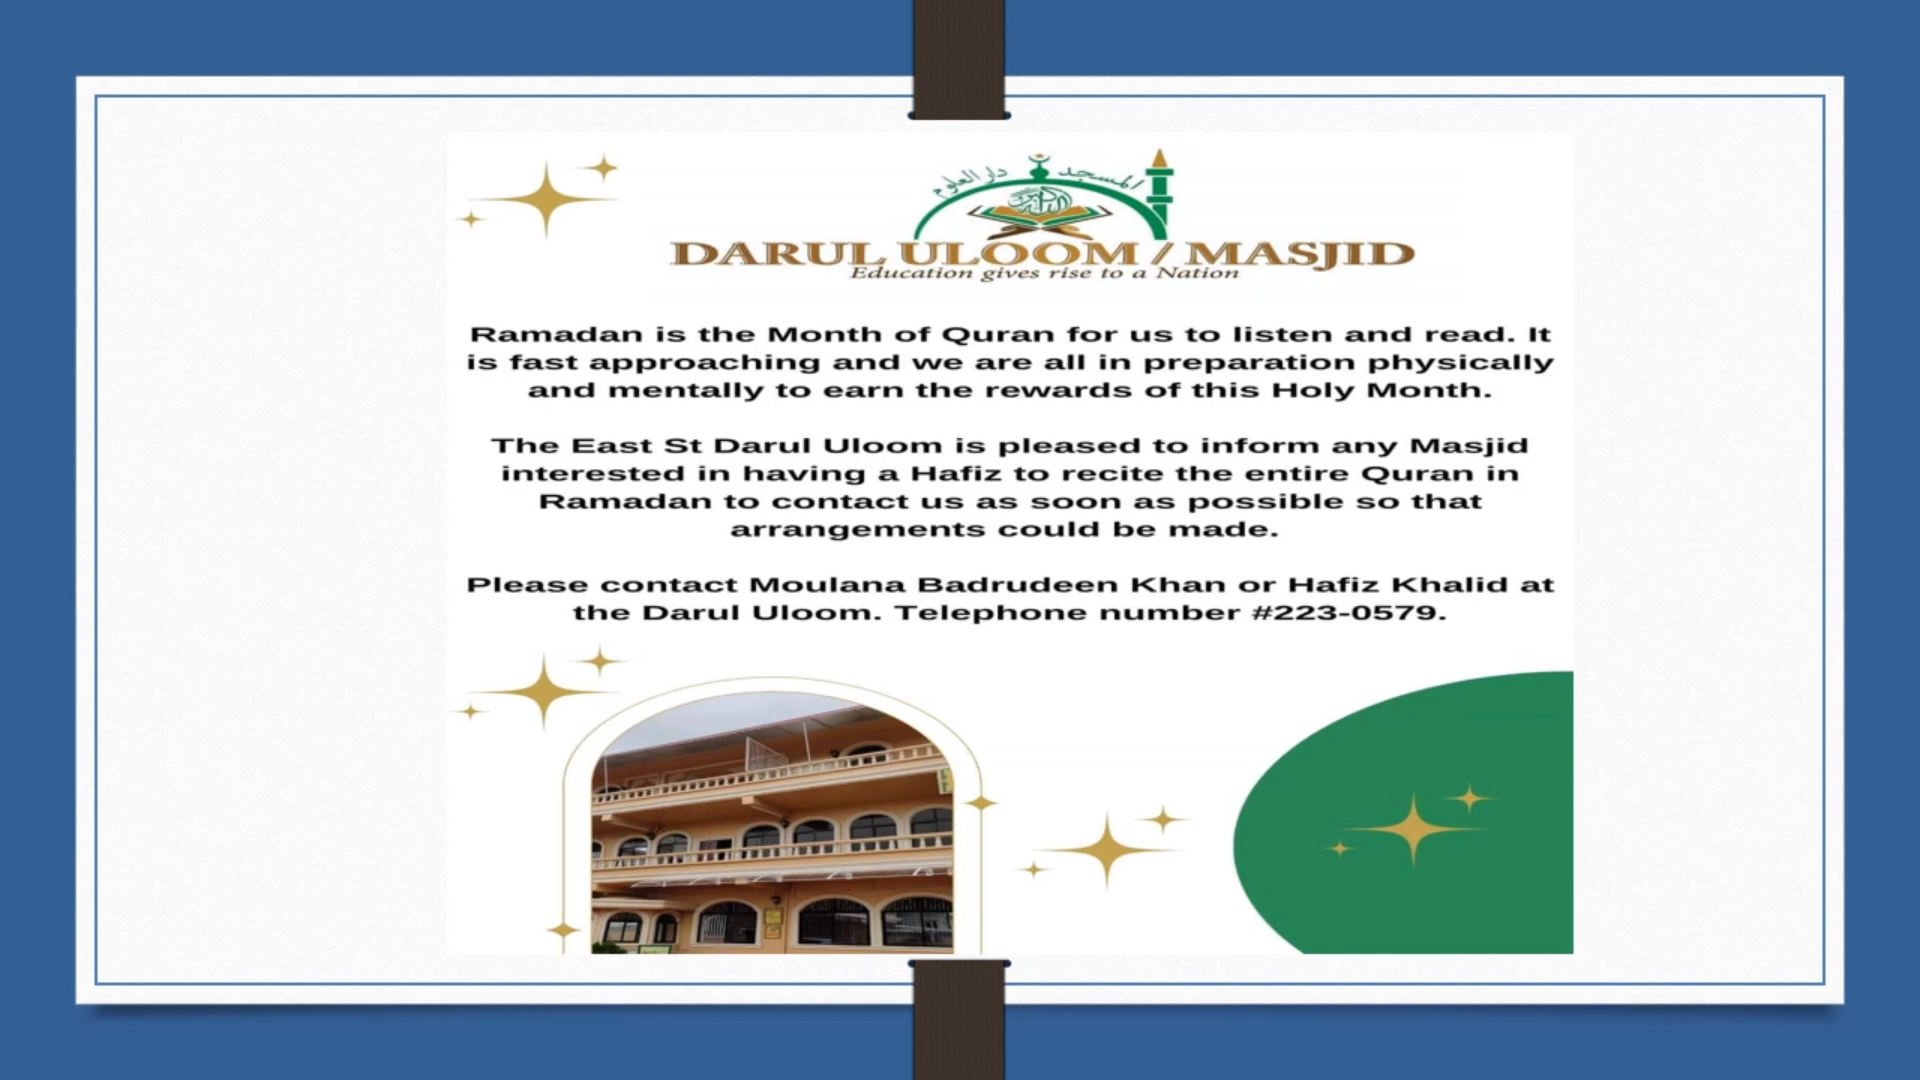 دار العلوم المسجد
DARUL ULOOM / MASJID
Education gives rise to a Nation
Ramadan is the Month of Quran for us to listen and read. It
is fast approaching and we are all in preparation physically
and mentally to earn the rewards of this Holy Month.
The East St Darul Uloom is pleased to inform any Masjid
interested in having a Hafiz to recite the entire Quran in
Ramadan to contact us as soon as possible so that
arrangements could be made.
Please contact Moulana Badrudeen Khan or Hafiz Khalid at
the Darul Uloom. Telephone number #223-0579.